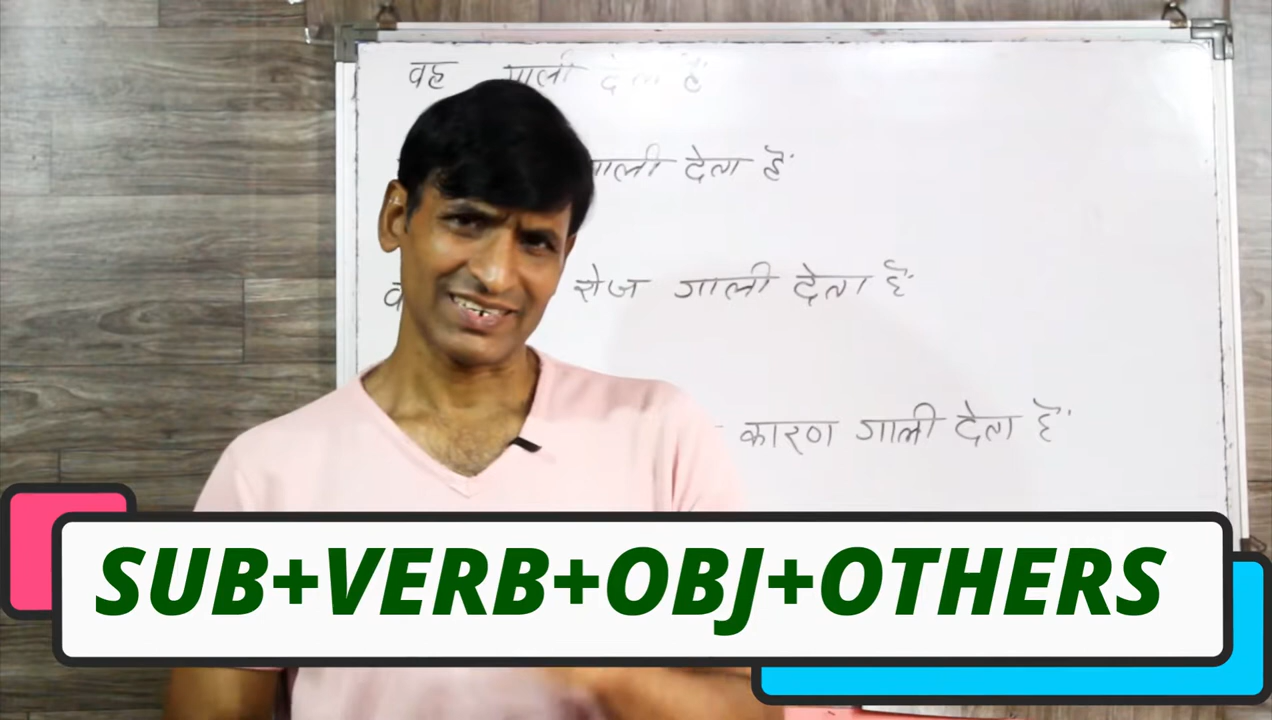 वह गाली देता है
गाली देता है
रोज गाली देता है
कारण गाली देता है
SUB+VERB+OBJ+OTHERS